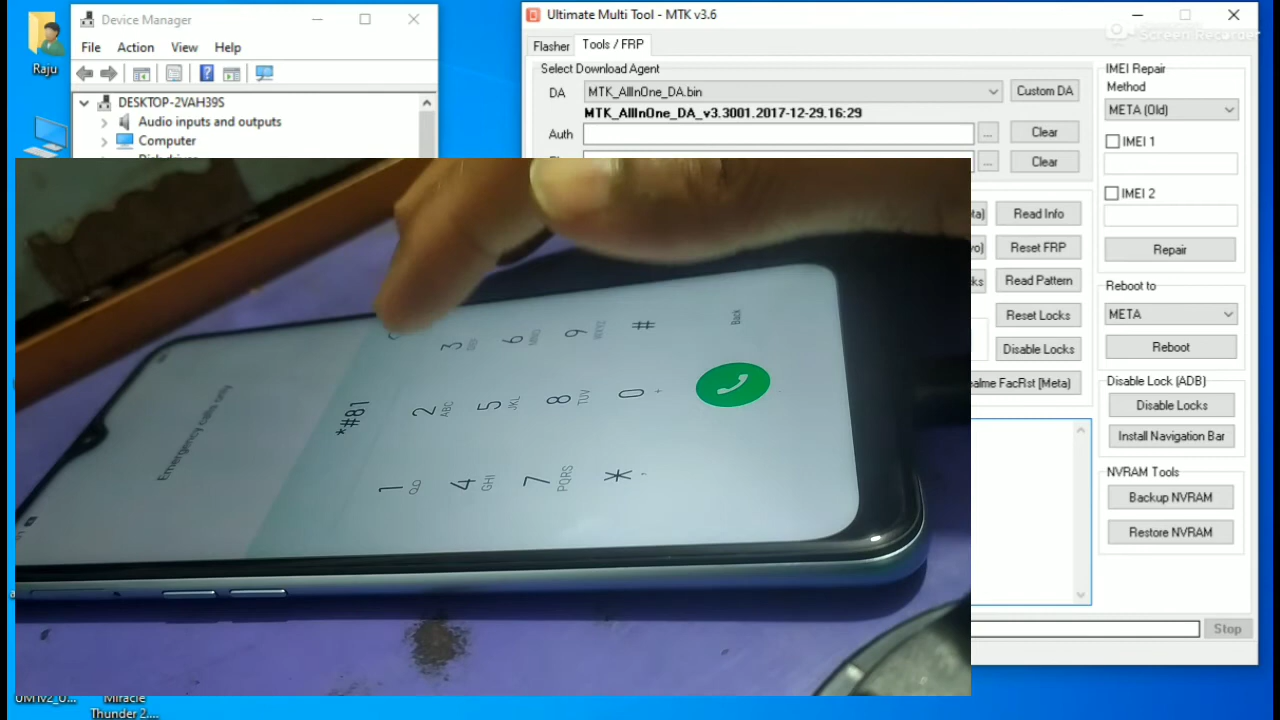 Device Manager
File Action View Help
DESKTOP-2VAH39S
Audio inputs and outputs
Computer
Raju
Ultimate Multi Tool - MTK v3.6
Screen Recorder
Flasher Tools / FRP
Select Download Agent
DA MTK_AllInOne_DA.bin Custom DA
MTK_AllInOne_DA_v3.3001.2017-12-29.16:29
Auth ... Clear
... Clear
Read Info
Reset FRP
Read Pattern
Reset Locks
Disable Locks
ealme FacRst (Meta)
IMEI Repair
Method
META (Old)
IMEI 1
IMEI 2
Repair
Reboot to
META
Reboot
Disable Lock (ADB)
Disable Locks
Install Navigation Bar
NVRAM Tools
Backup NVRAM
Restore NVRAM
Stop
Emergency calls only
*#81
1
2 ABC
3 DEF
4 GHI
5 JKL
6 MNO
7 PQRS
8 TUV
9 WXYZ
* ,
0 +
#
Back
UMTv2_U...
Miracle
Thunder 2....